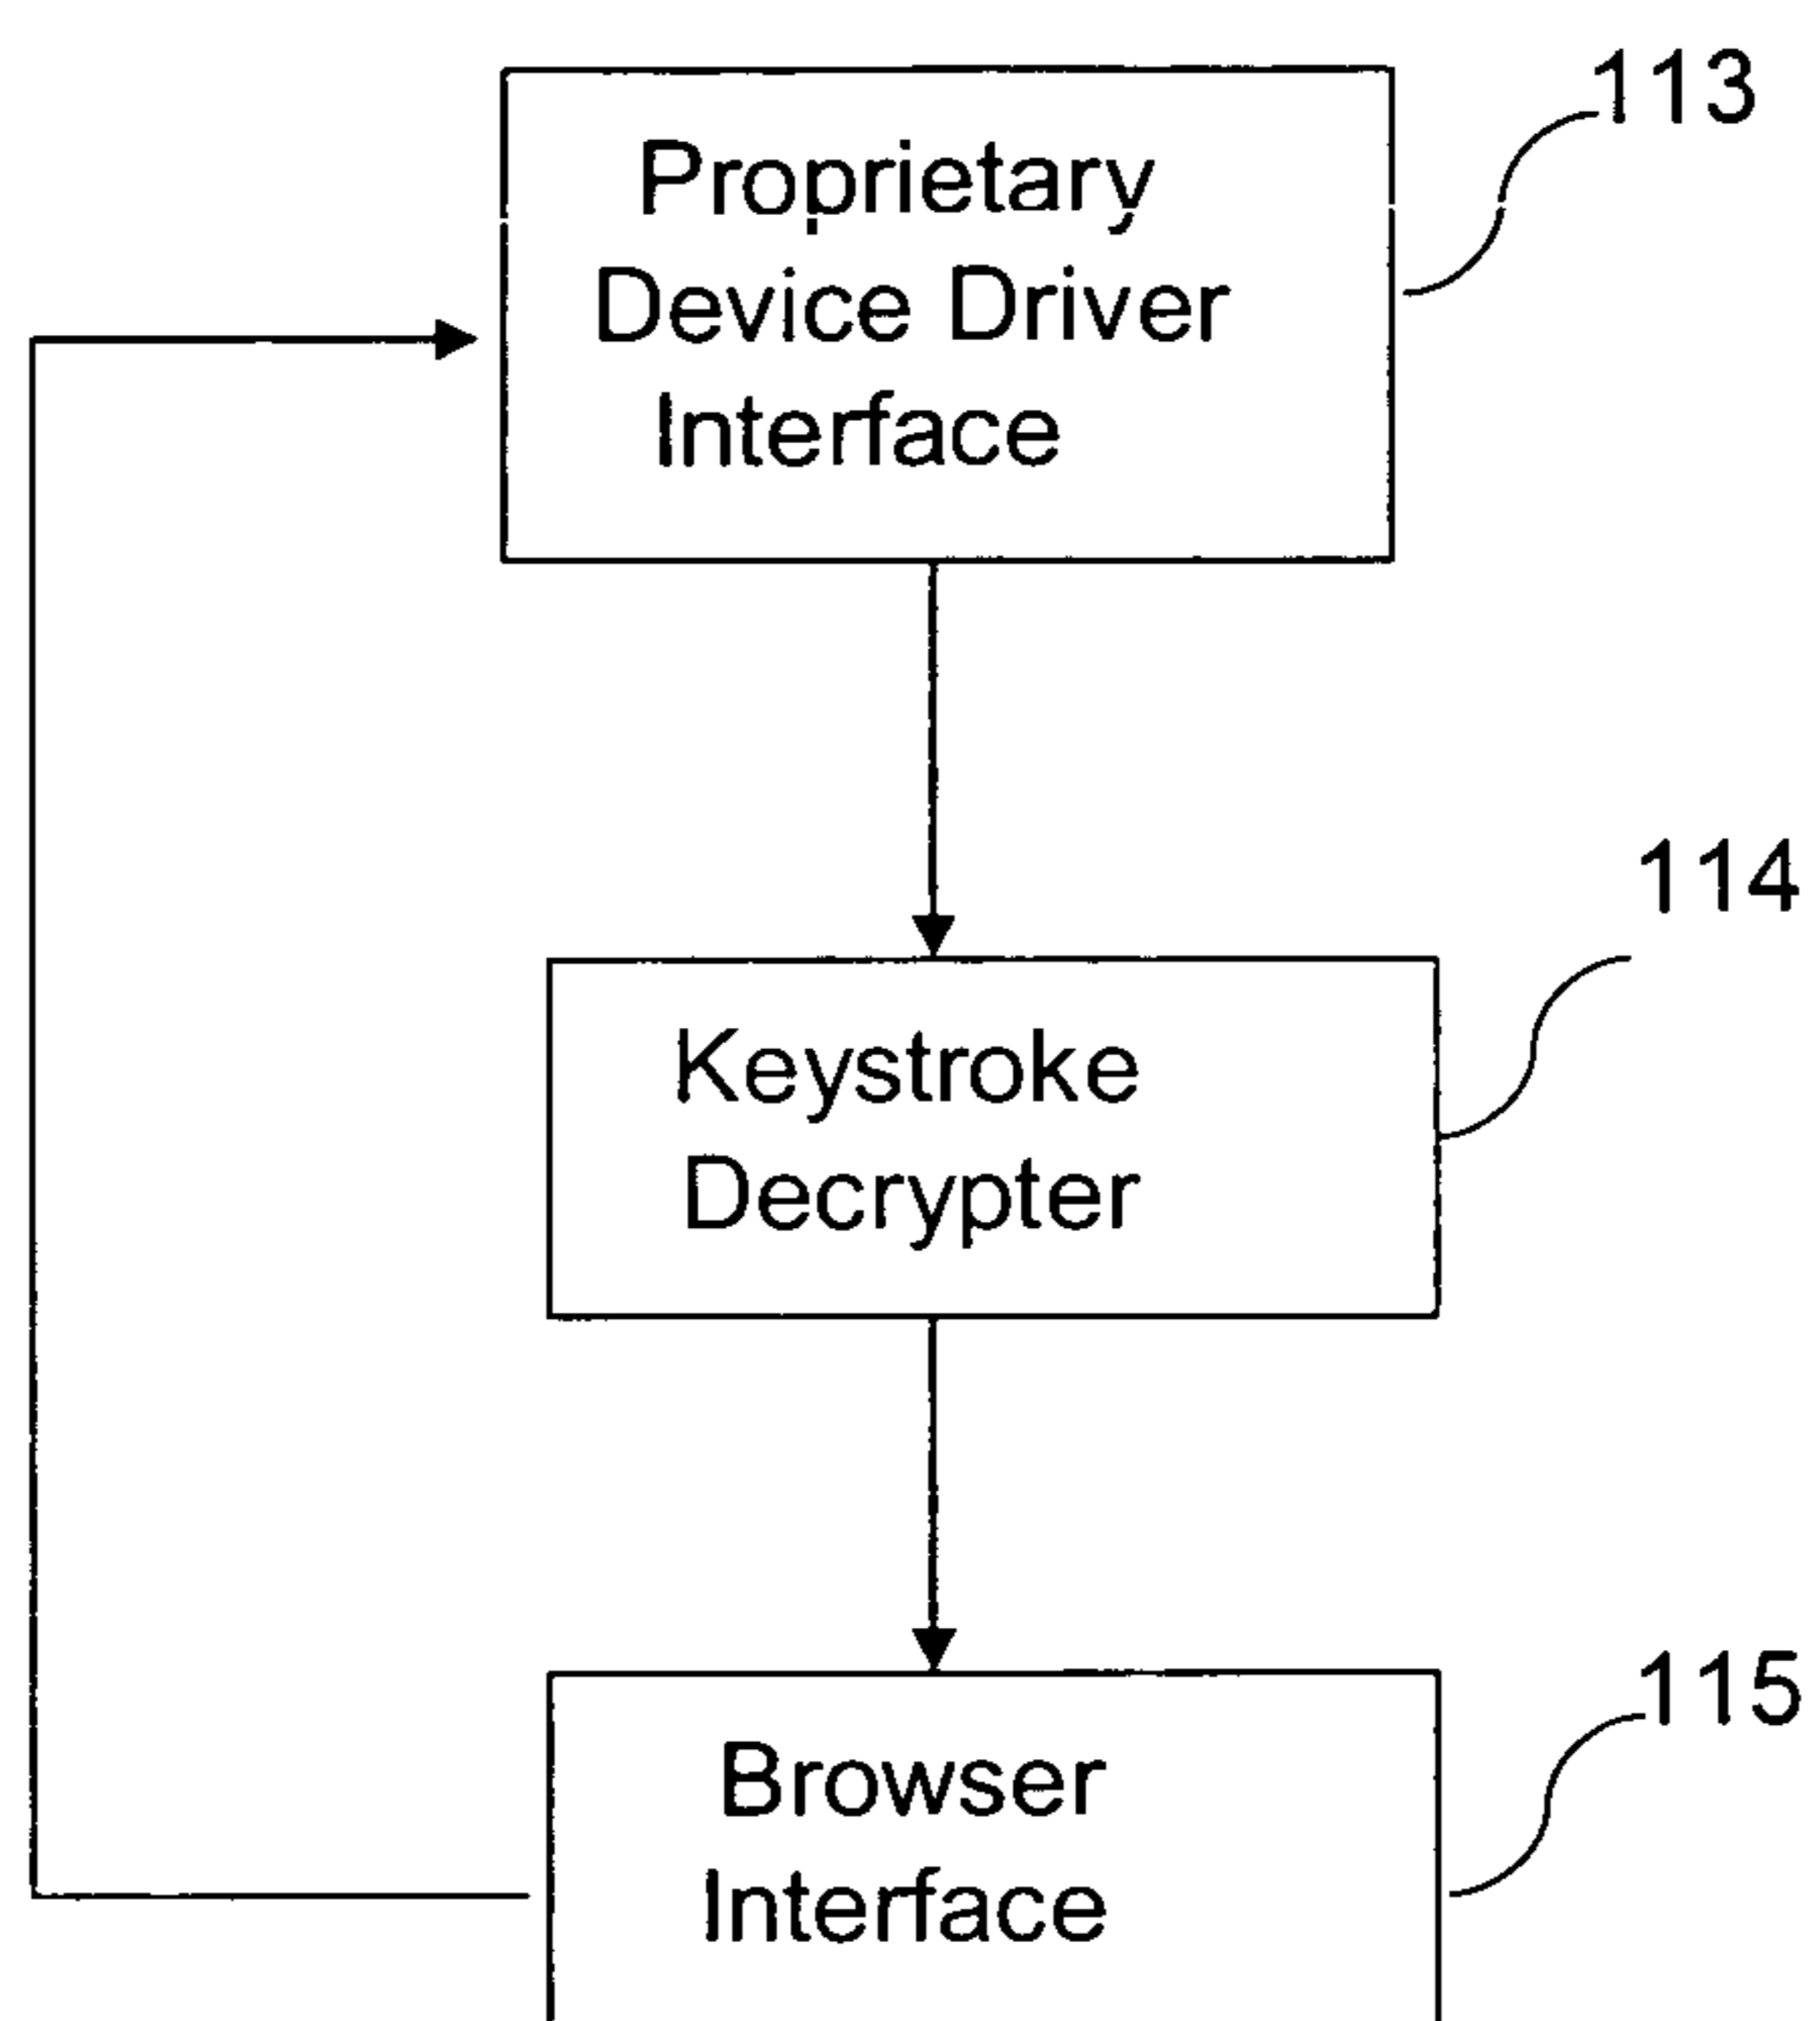 113
Proprietary
Device Driver
Interface
114
Keystroke
Decrypter
115
Browser
Interface